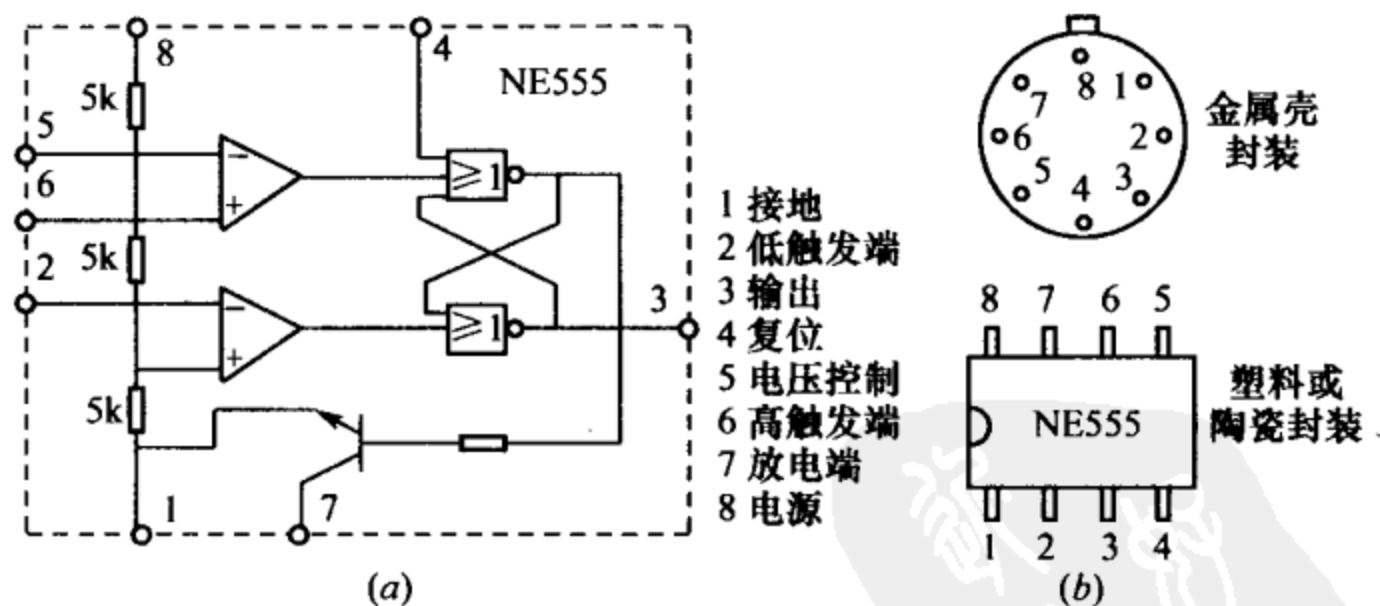 8
4
NE555
5k
5
6
≥1
5k
2
3
≥1
5k
1
7
(a)
1 接地
2 低触发端
3 输出
4 复位
5 电压控制
6 高触发端
7 放电端
8 电源
8 1
7
6 2
5 3
4
金属壳
封装
8 7 6 5
NE555
塑料或
陶瓷封装
1 2 3 4
(b)